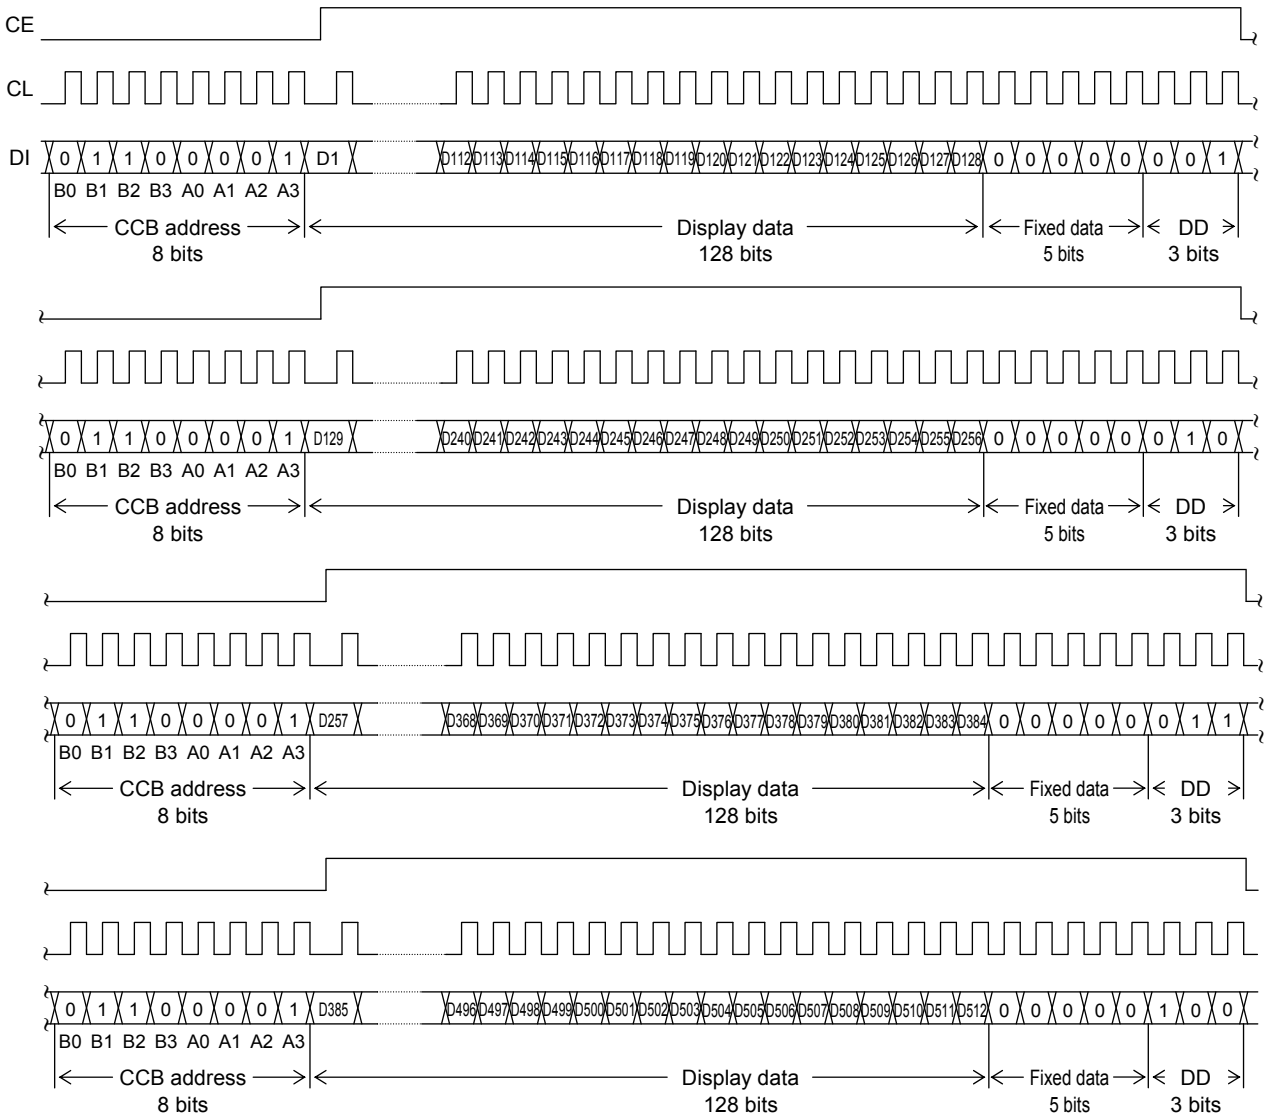 CE
CL
DI 0 1 1 0 0 0 0 1 D1 D112 D113 D114 D115 D116 D117 D118 D119 D120 D121 D122 D123 D124 D125 D126 D127 D128 0 0 0 0 0 0 0 1
B0 B1 B2 B3 A0 A1 A2 A3
CCB address Display data Fixed data DD
8 bits 128 bits 5 bits 3 bits
0 1 1 0 0 0 0 1 D129 D240 D241 D242 D243 D244 D245 D246 D247 D248 D249 D250 D251 D252 D253 D254 D255 D256 0 0 0 0 0 0 1 0
B0 B1 B2 B3 A0 A1 A2 A3
CCB address Display data Fixed data DD
8 bits 128 bits 5 bits 3 bits
0 1 1 0 0 0 0 1 D257 D368 D369 D370 D371 D372 D373 D374 D375 D376 D377 D378 D379 D380 D381 D382 D383 D384 0 0 0 0 0 0 1 1
B0 B1 B2 B3 A0 A1 A2 A3
CCB address Display data Fixed data DD
8 bits 128 bits 5 bits 3 bits
0 1 1 0 0 0 0 1 D385 D496 D497 D498 D499 D500 D501 D502 D503 D504 D505 D506 D507 D508 D509 D510 D511 D512 0 0 0 0 0 1 0 0
B0 B1 B2 B3 A0 A1 A2 A3
CCB address Display data Fixed data DD
8 bits 128 bits 5 bits 3 bits